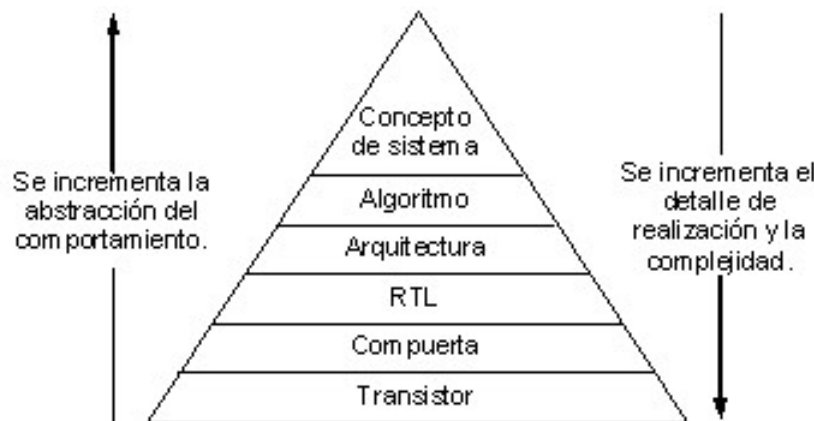 Concepto
de sistema
Algoritmo
Arquitectura
RTL
Compuerta
Transistor
Se incrementa la
abstracción del
comportamiento.
Se incrementa el
detalle de
realización y la
complejidad.